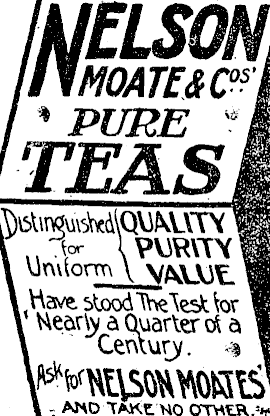 NELSON
MOATE & Cos'
PURE
TEAS
Distinguished QUALITY
for PURITY
Uniform VALUE
Have stood The Test for
Nearly a Quarter of a
Century.
Ask for NELSON MOATES'
AND TAKE NO OTHER.